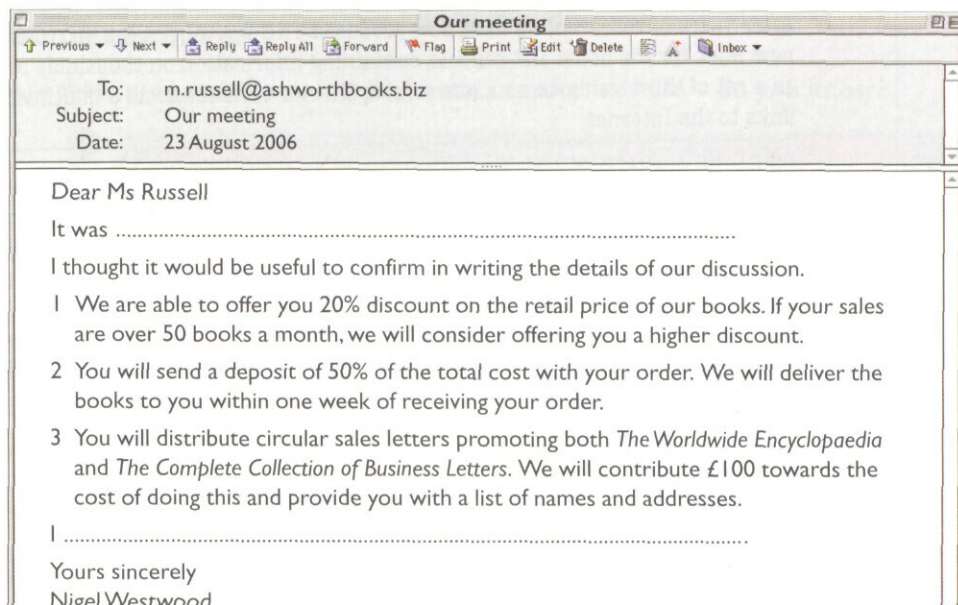 Our meeting
Previous Next Reply Reply All Forward Flag Print Edit Delete Inbox
To: m.russell@ashworthbooks.biz
Subject: Our meeting
Date: 23 August 2006
Dear Ms Russell
It was ........................................................................
I thought it would be useful to confirm in writing the details of our discussion.
1 We are able to offer you 20% discount on the retail price of our books. If your sales
are over 50 books a month, we will consider offering you a higher discount.
2 You will send a deposit of 50% of the total cost with your order. We will deliver the
books to you within one week of receiving your order.
3 You will distribute circular sales letters promoting both The Worldwide Encyclopaedia
and The Complete Collection of Business Letters. We will contribute £100 towards the
cost of doing this and provide you with a list of names and addresses.
I ........................................................................
Yours sincerely
Nigel Westwood